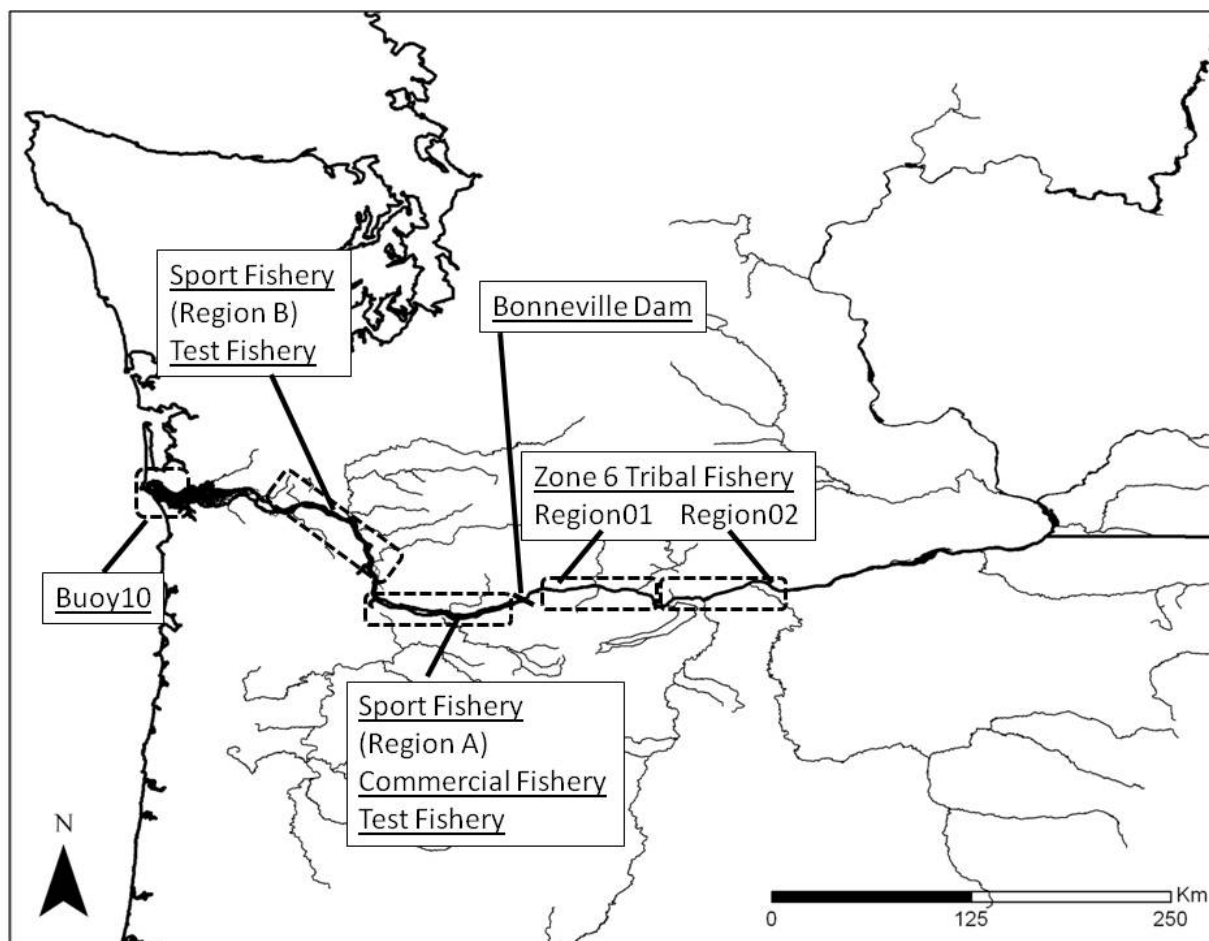 Sport Fishery
(Region B)
Test Fishery
Bonneville Dam
Zone 6 Tribal Fishery
Region01 Region02
Buoy10
Sport Fishery
(Region A)
Commercial Fishery
Test Fishery
N
Km
0 125 250